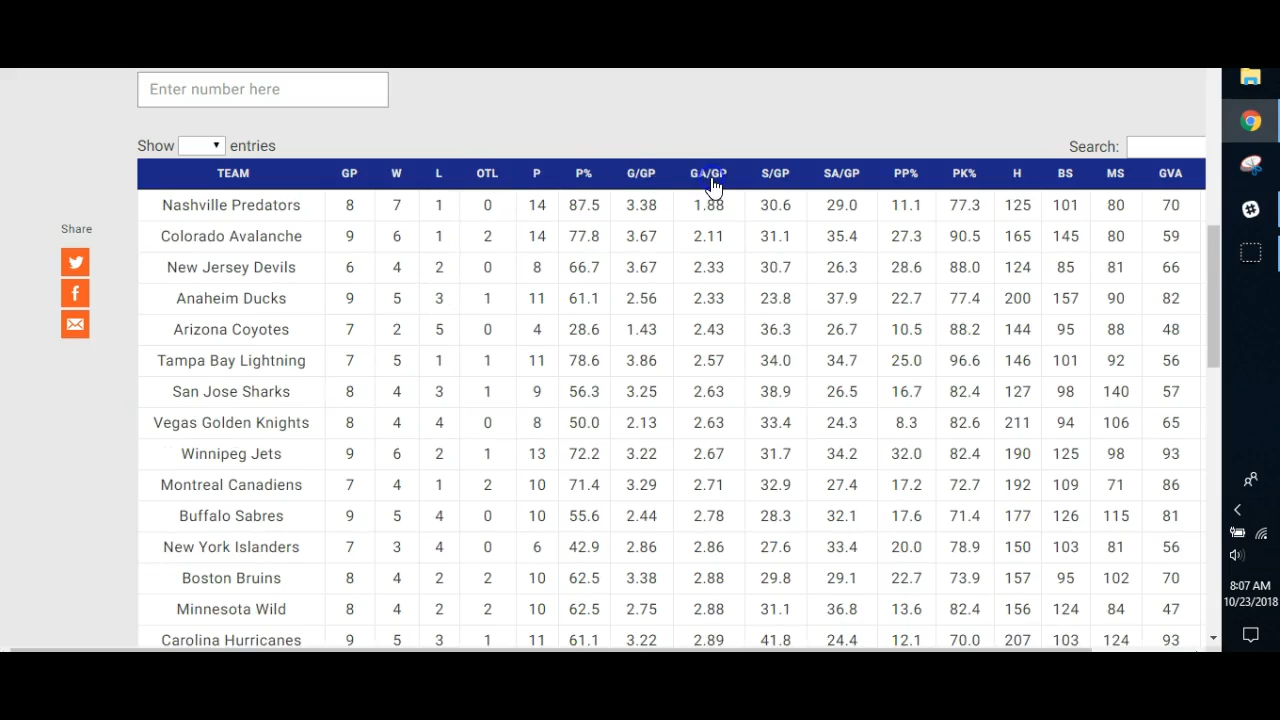 Enter number here
Show entries
Search:
TEAM GP W L OTL P P% G/GP GA/GP S/GP SA/GP PP% PK% H BS MS GVA
Nashville Predators 8 7 1 0 14 87.5 3.38 1.88 30.6 29.0 11.1 77.3 125 101 80 70
Colorado Avalanche 9 6 1 2 14 77.8 3.67 2.11 31.1 35.4 27.3 90.5 165 145 80 59
Share
New Jersey Devils 6 4 2 0 8 66.7 3.67 2.33 30.7 26.3 28.6 88.0 124 85 81 66
Anaheim Ducks 9 5 3 1 11 61.1 2.56 2.33 23.8 37.9 22.7 77.4 200 157 90 82
Arizona Coyotes 7 2 5 0 4 28.6 1.43 2.43 36.3 26.7 10.5 88.2 144 95 88 48
Tampa Bay Lightning 7 5 1 1 11 78.6 3.86 2.57 34.0 34.7 25.0 96.6 146 101 92 56
San Jose Sharks 8 4 3 1 9 56.3 3.25 2.63 38.9 26.5 16.7 82.4 127 98 140 57
Vegas Golden Knights 8 4 4 0 8 50.0 2.13 2.63 33.4 24.3 8.3 82.6 211 94 106 65
Winnipeg Jets 9 6 2 1 13 72.2 3.22 2.67 31.7 34.2 32.0 82.4 190 125 98 93
Montreal Canadiens 7 4 1 2 10 71.4 3.29 2.71 32.9 27.4 17.2 72.7 192 109 71 86
Buffalo Sabres 9 5 4 0 10 55.6 2.44 2.78 28.3 32.1 17.6 71.4 177 126 115 81
New York Islanders 7 3 4 0 6 42.9 2.86 2.86 27.6 33.4 20.0 78.9 150 103 81 56
Boston Bruins 8 4 2 2 10 62.5 3.38 2.88 29.8 29.1 22.7 73.9 157 95 102 70
Minnesota Wild 8 4 2 2 10 62.5 2.75 2.88 31.1 36.8 13.6 82.4 156 124 84 47
Carolina Hurricanes 9 5 3 1 11 61.1 3.22 2.89 41.8 24.4 12.1 70.0 207 103 124 93
8:07 AM
10/23/2018